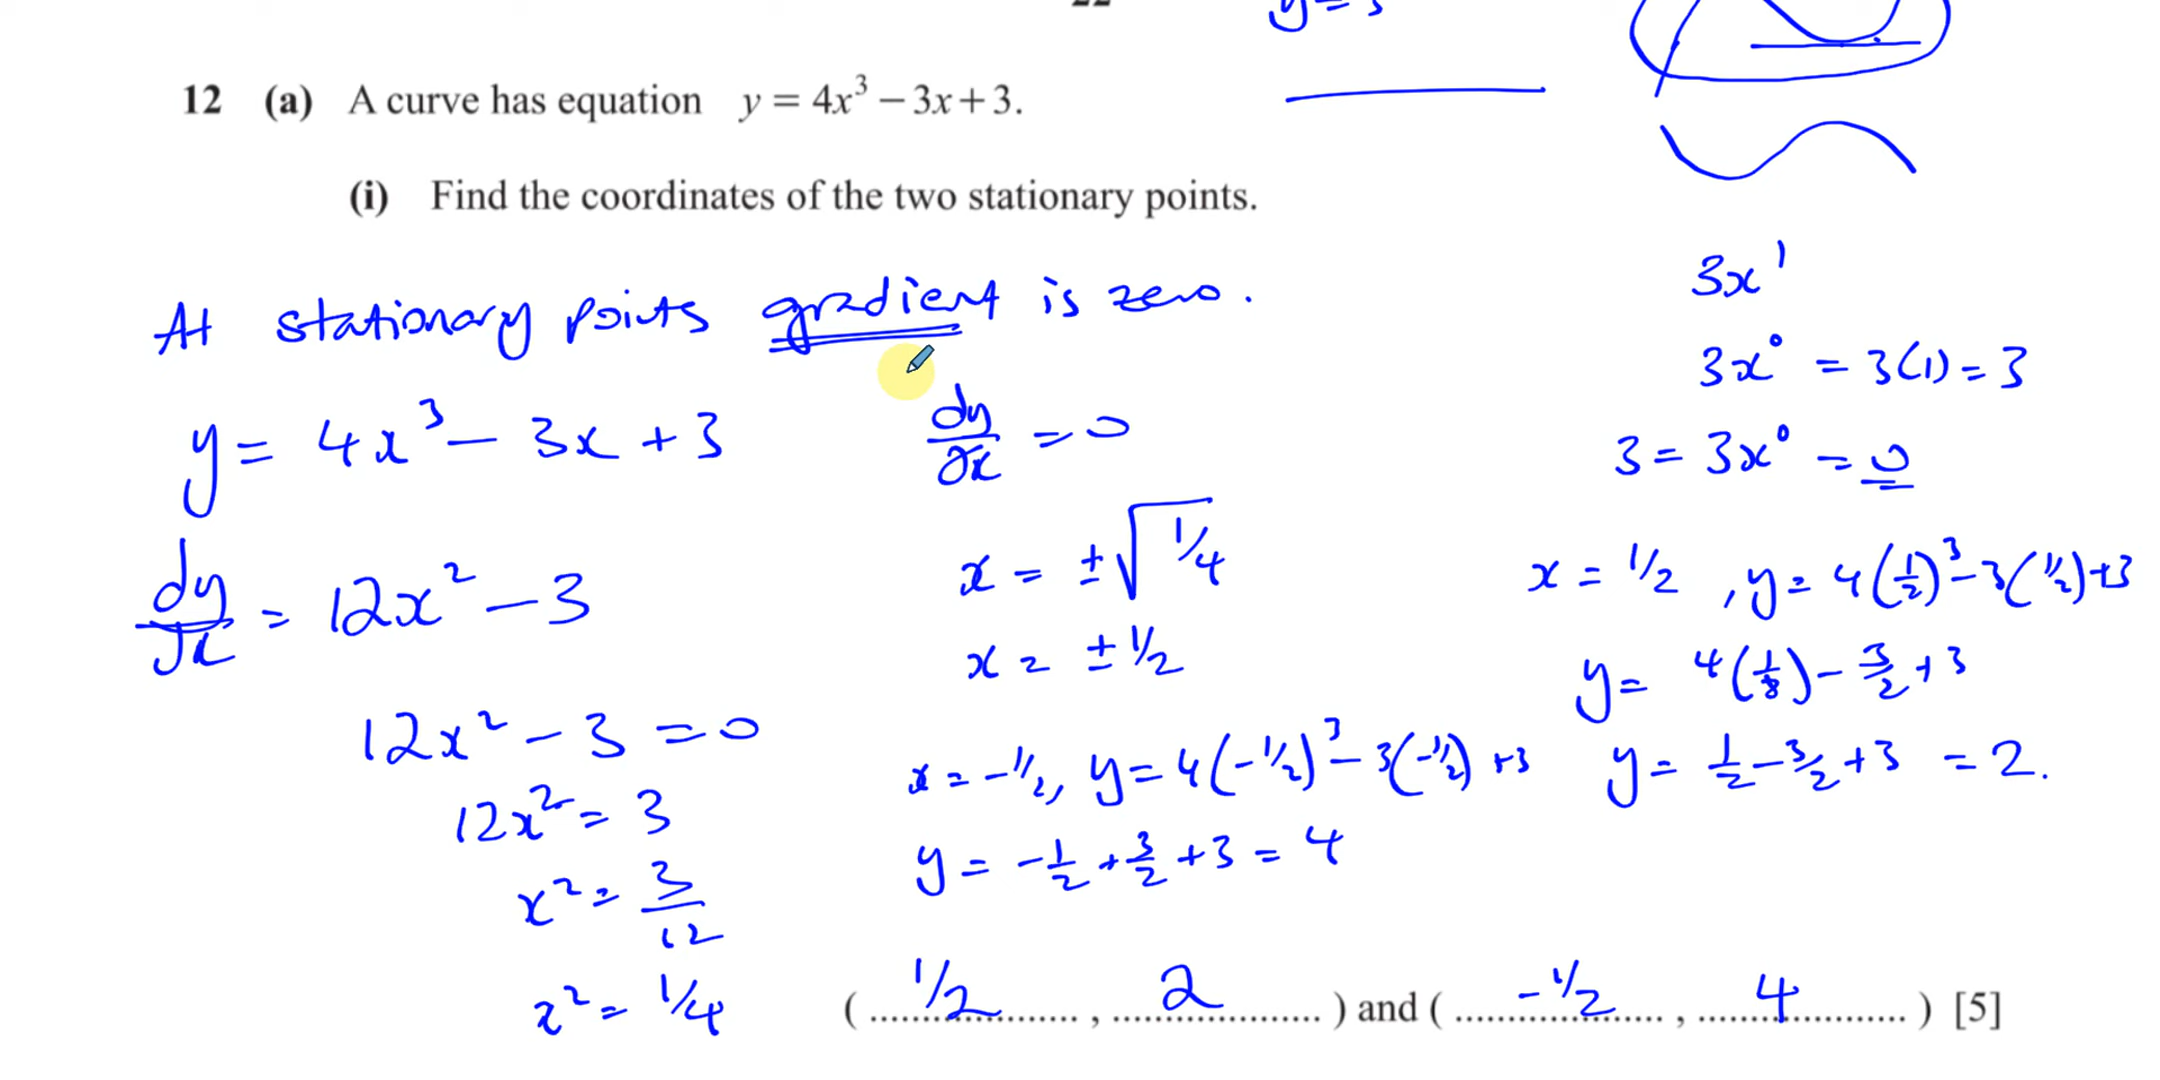 y = 3
12 (a) A curve has equation y = 4x³ − 3x + 3.
(i) Find the coordinates of the two stationary points.
At stationary points gradient is zero.
y = 4x³ − 3x + 3
dy/dx = 12x² − 3
12x² − 3 = 0
12x² = 3
x² = 3/12
x² = 1/4
dy/dx = 0
x = ±√1/4
x = ± 1/2
x = −1/2, y = 4(−1/2)³ − 3(−1/2) + 3
y = −1/2 + 3/2 + 3 = 4
3x¹
3x⁰ = 3(1) = 3
3 = 3x⁰ = 0
x = 1/2, y = 4(1/2)³ − 3(1/2) + 3
y = 4(1/8) − 3/2 + 3
y = 1/2 − 3/2 + 3 = 2.
( 1/2 , 2 ) and ( −1/2 , 4 ) [5]